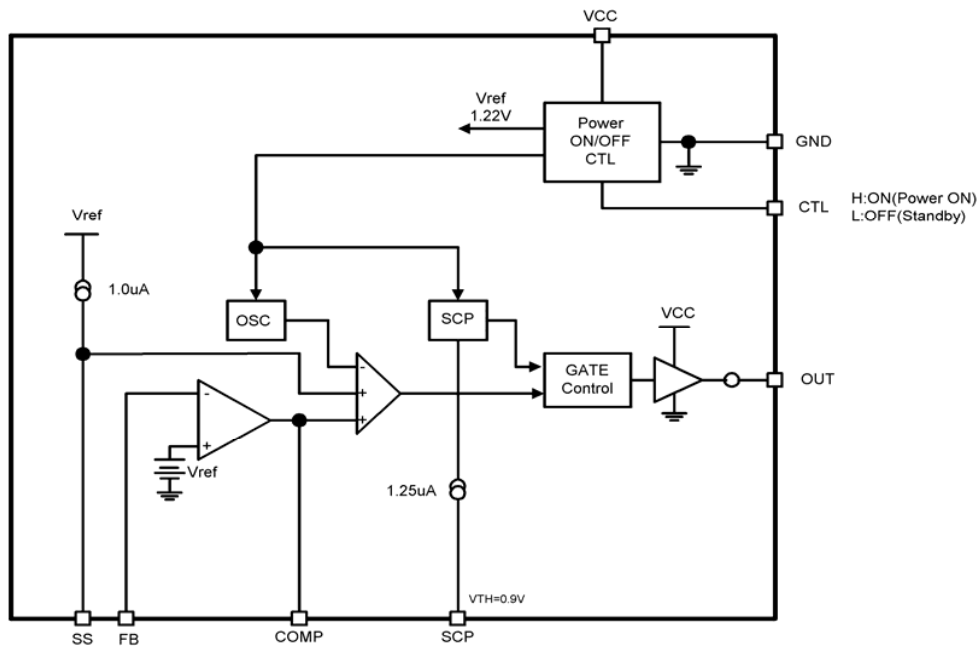 VCC
Vref
1.22V
Power
ON/OFF
CTL
GND
CTL
H:ON(Power ON)
L:OFF(Standby)
Vref
1.0uA
OSC
SCP
VCC
-
+
+
GATE
Control
OUT
-
+
Vref
1.25uA
VTH=0.9V
SS
FB
COMP
SCP